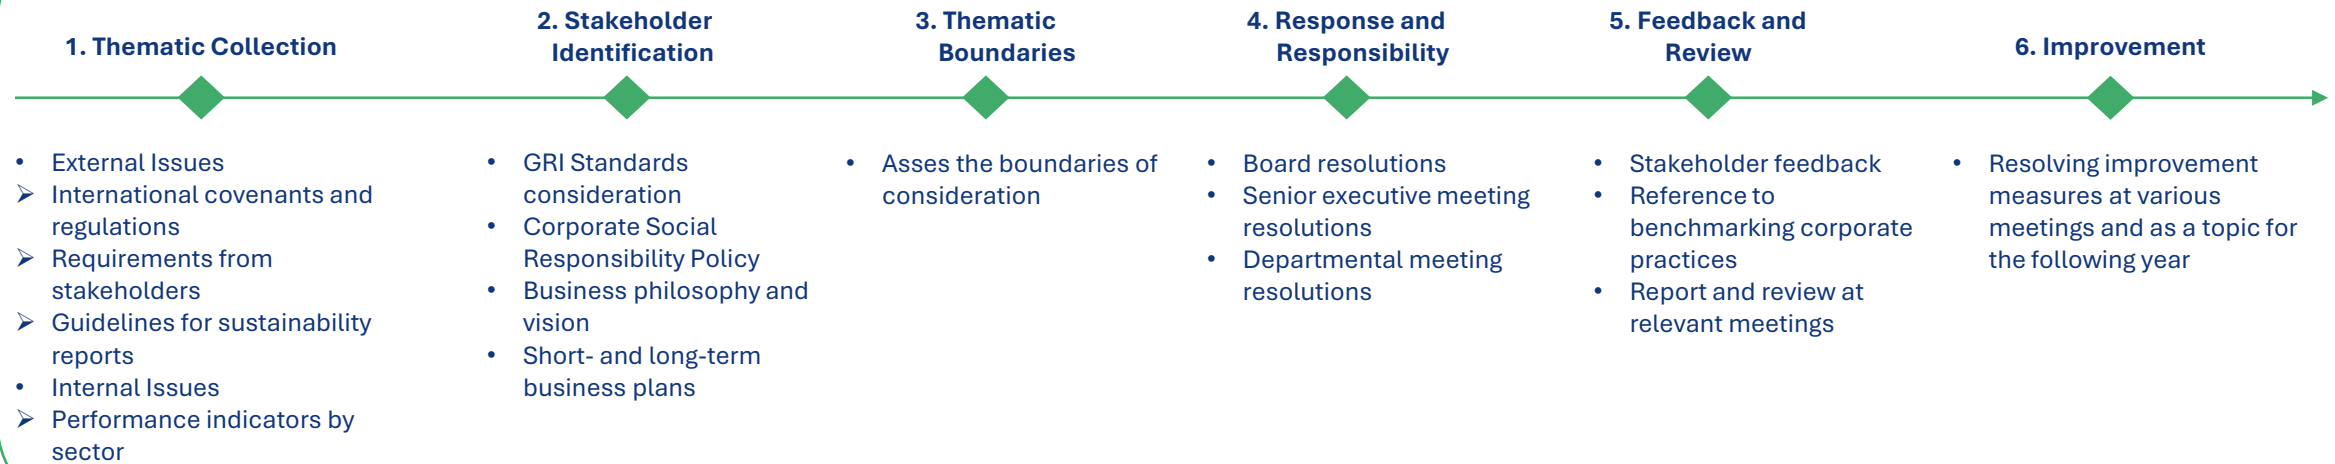 1. Thematic Collection
• External Issues
➢ International covenants and
regulations
➢ Requirements from
stakeholders
➢ Guidelines for sustainability
reports
• Internal Issues
➢ Performance indicators by
sector
2. Stakeholder
Identification
• GRI Standards
consideration
• Corporate Social
Responsibility Policy
• Business philosophy and
vision
• Short- and long-term
business plans
3. Thematic
Boundaries
• Asses the boundaries of
consideration
4. Response and
Responsibility
• Board resolutions
• Senior executive meeting
resolutions
• Departmental meeting
resolutions
5. Feedback and
Review
• Stakeholder feedback
• Reference to
benchmarking corporate
practices
• Report and review at
relevant meetings
6. Improvement
• Resolving improvement
measures at various
meetings and as a topic for
the following year